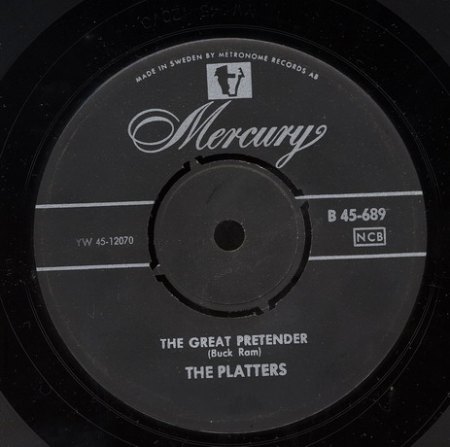 MADE IN SWEDEN BY METRONOME RECORDS AB
Mercury
B 45-689
YW 45-12070
NCB
THE GREAT PRETENDER
(Buck Ram)
THE PLATTERS